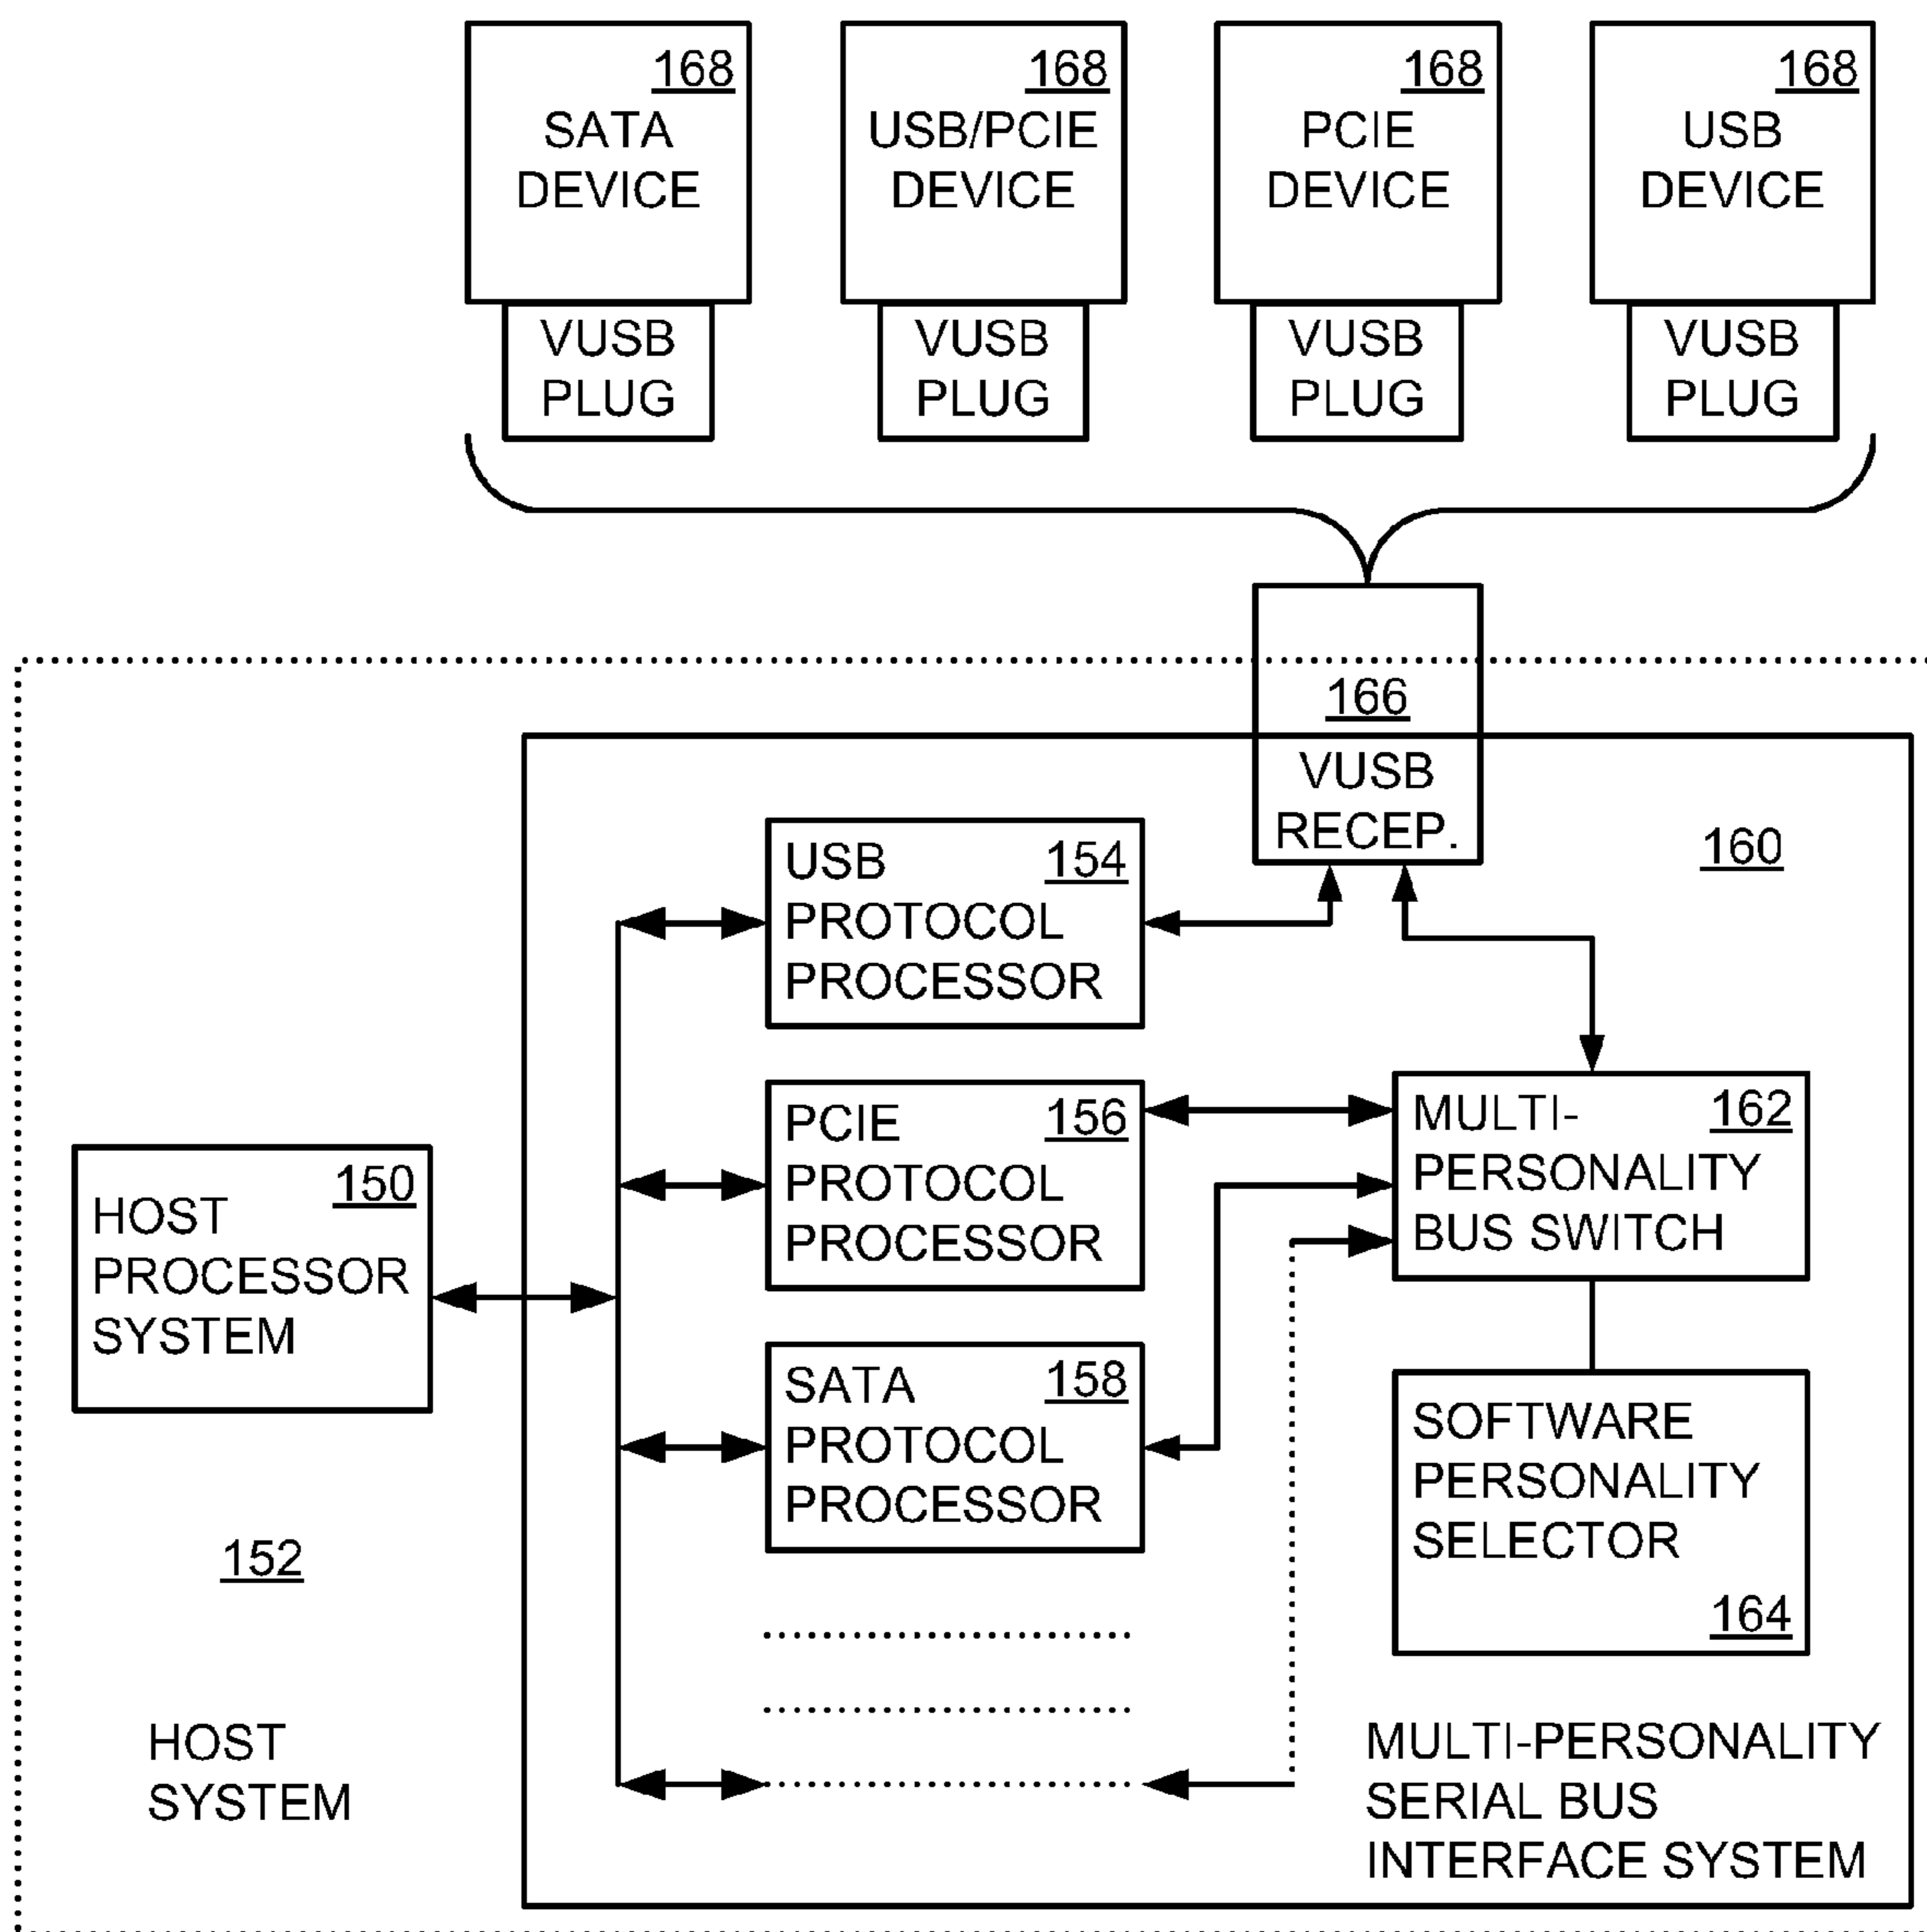 168
SATA
DEVICE
VUSB
PLUG
168
USB/PCIE
DEVICE
VUSB
PLUG
168
PCIE
DEVICE
VUSB
PLUG
168
USB
DEVICE
VUSB
PLUG
166
VUSB
RECEP.
160
USB 154
PROTOCOL
PROCESSOR
PCIE 156
PROTOCOL
PROCESSOR
SATA 158
PROTOCOL
PROCESSOR
150
HOST
PROCESSOR
SYSTEM
MULTI- 162
PERSONALITY
BUS SWITCH
SOFTWARE
PERSONALITY
SELECTOR
164
152
HOST
SYSTEM
MULTI-PERSONALITY
SERIAL BUS
INTERFACE SYSTEM